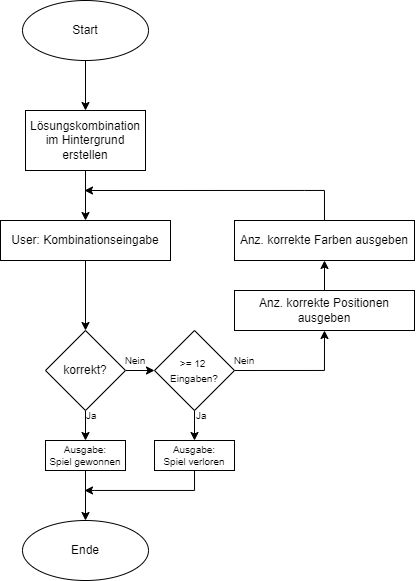 Start
Lösungskombination
im Hintergrund
erstellen
User: Kombinationseingabe
Anz. korrekte Farben ausgeben
Anz. korrekte Positionen
ausgeben
korrekt?
Nein
>= 12
Eingaben?
Nein
Ja
Ja
Ausgabe:
Spiel gewonnen
Ausgabe:
Spiel verloren
Ende